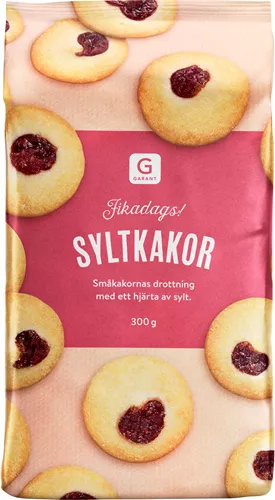 G
GARANT
Fikadags!
SYLTKAKOR
Småkakornas drottning
med ett hjärta av sylt.
300 g